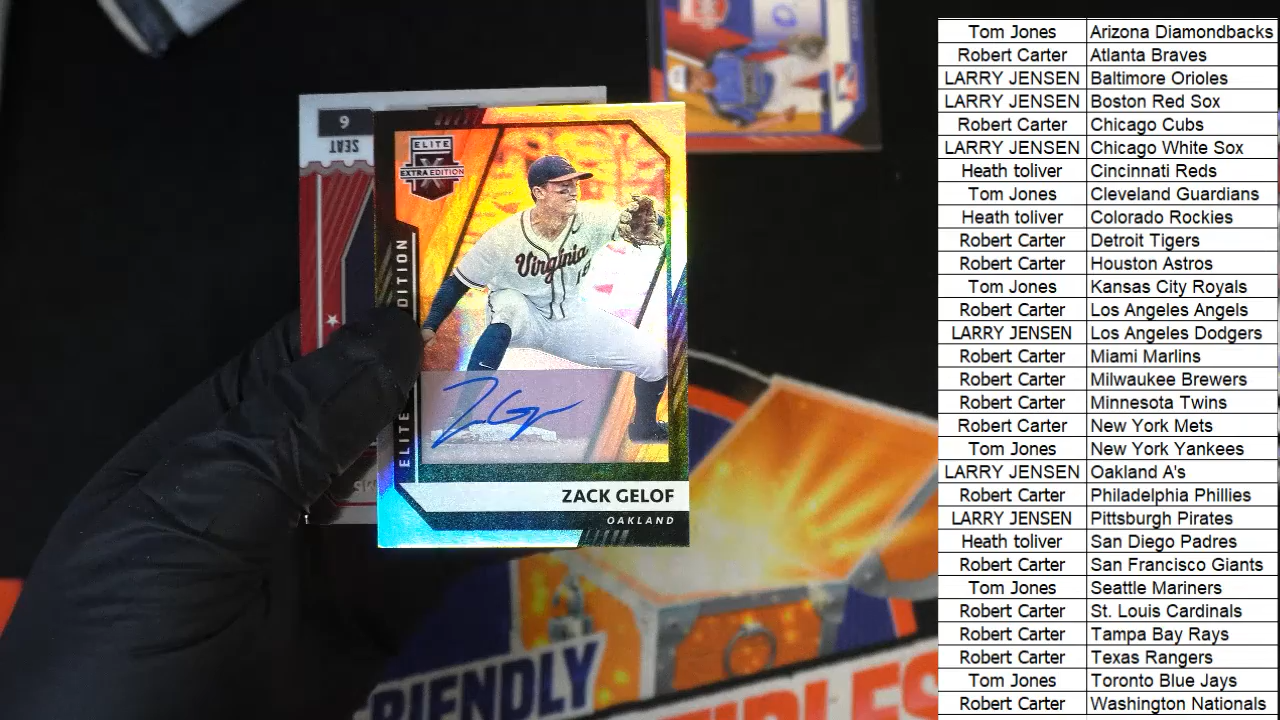 9
SEAT
ELITE
EXTRA EDITION
Virginia
ELITE EDITION
ZACK GELOF
OAKLAND
FRIENDLY
Tom Jones Arizona Diamondbacks
Robert Carter Atlanta Braves
LARRY JENSEN Baltimore Orioles
LARRY JENSEN Boston Red Sox
Robert Carter Chicago Cubs
LARRY JENSEN Chicago White Sox
Heath toliver Cincinnati Reds
Tom Jones Cleveland Guardians
Heath toliver Colorado Rockies
Robert Carter Detroit Tigers
Robert Carter Houston Astros
Tom Jones Kansas City Royals
Robert Carter Los Angeles Angels
LARRY JENSEN Los Angeles Dodgers
Robert Carter Miami Marlins
Robert Carter Milwaukee Brewers
Robert Carter Minnesota Twins
Robert Carter New York Mets
Tom Jones New York Yankees
LARRY JENSEN Oakland A's
Robert Carter Philadelphia Phillies
LARRY JENSEN Pittsburgh Pirates
Heath toliver San Diego Padres
Robert Carter San Francisco Giants
Tom Jones Seattle Mariners
Robert Carter St. Louis Cardinals
Robert Carter Tampa Bay Rays
Robert Carter Texas Rangers
Tom Jones Toronto Blue Jays
Robert Carter Washington Nationals